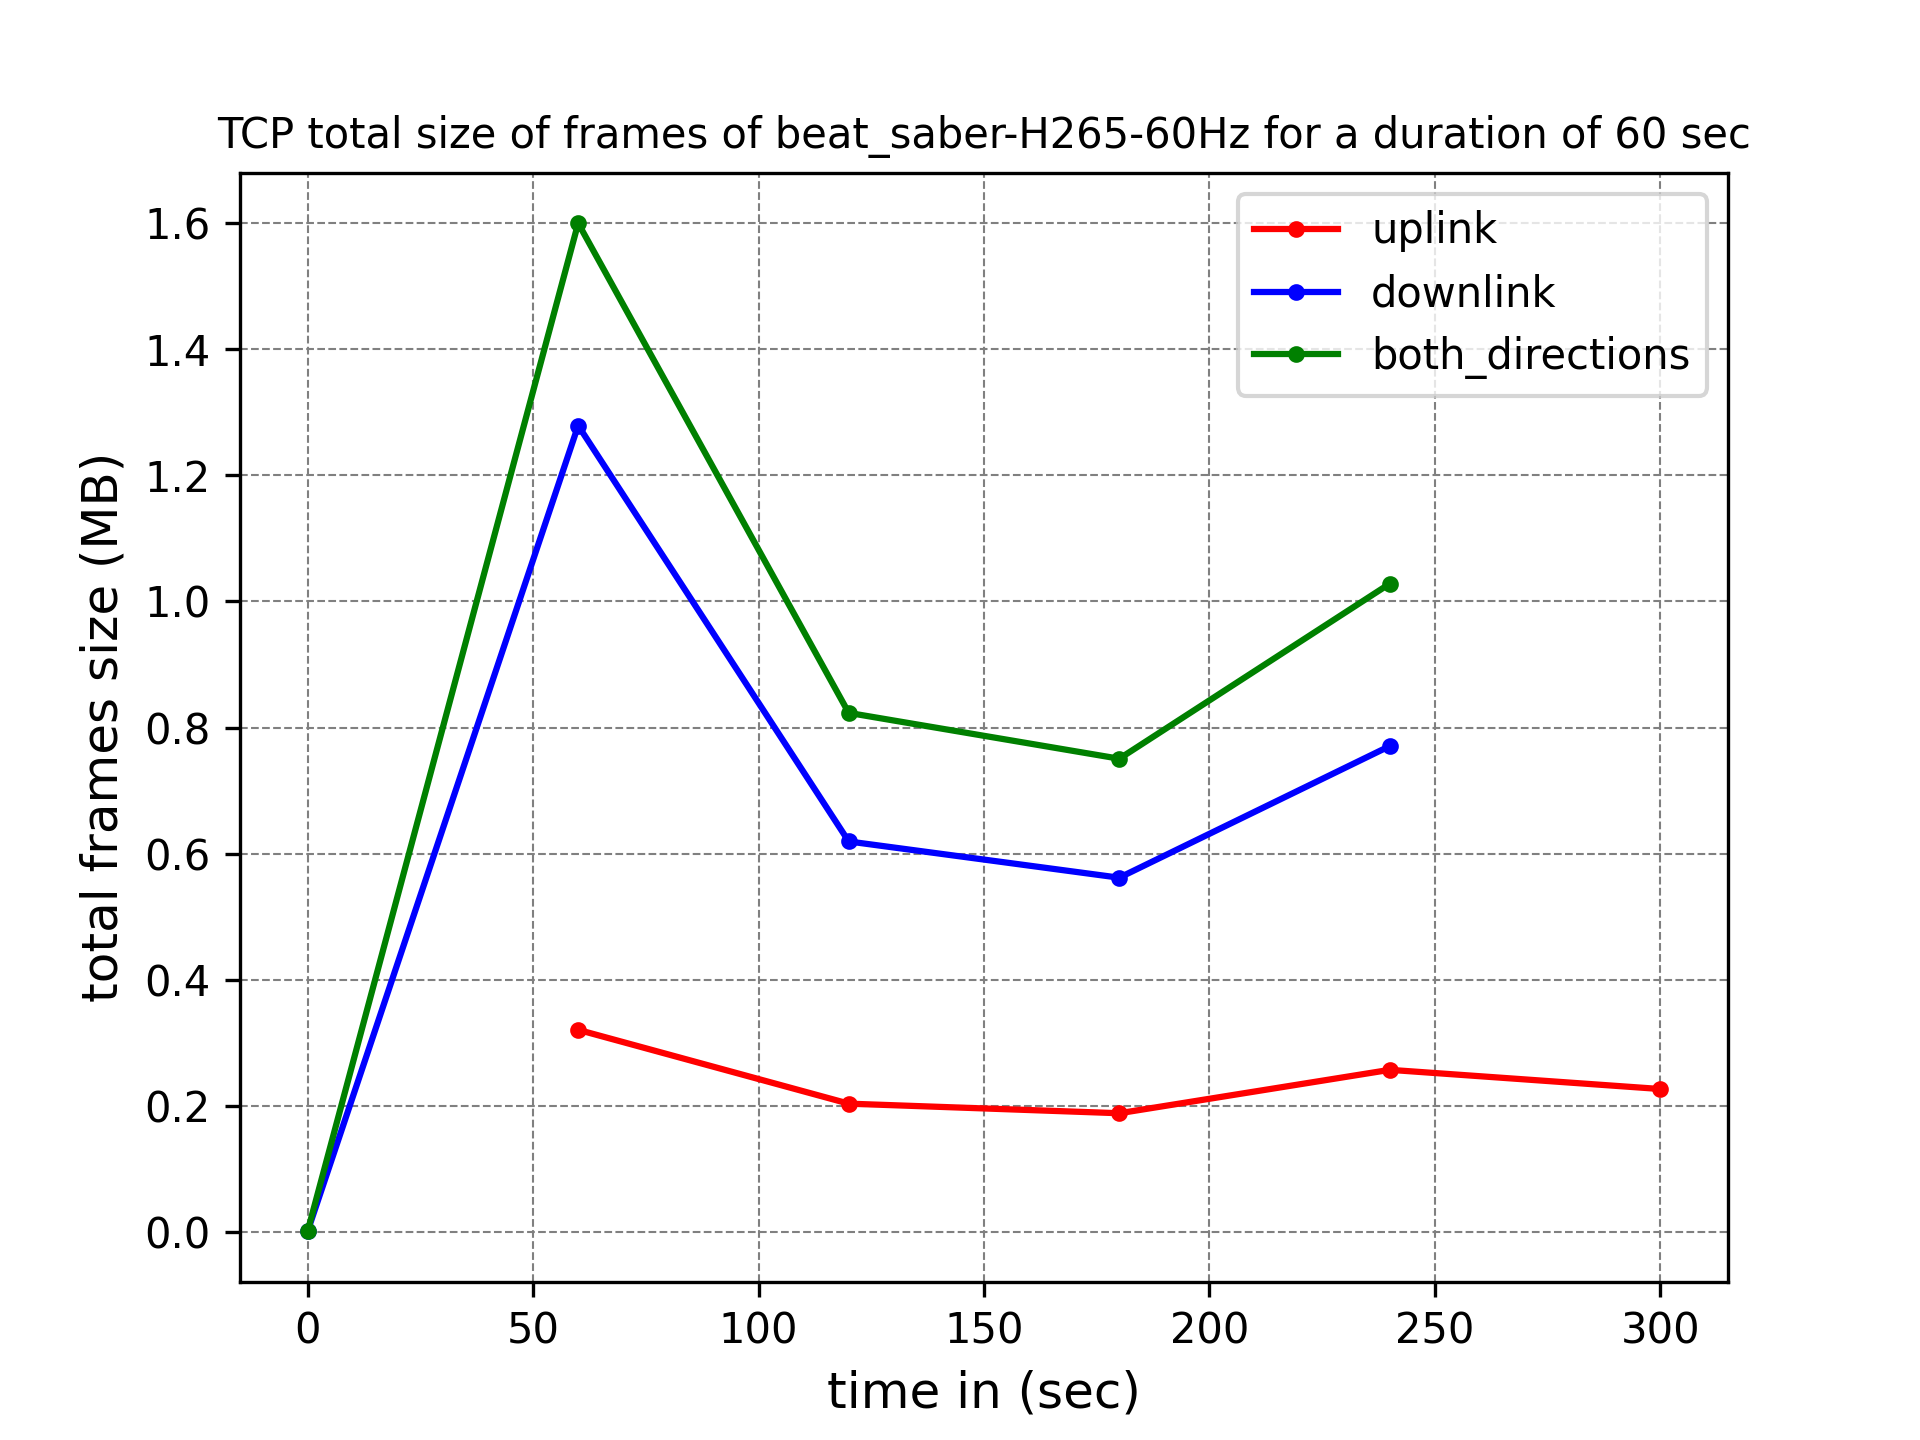 TCP total size of frames of beat_saber-H265-60Hz for a duration of 60 sec
uplink
downlink
both_directions
total frames size (MB)
1.6
1.4
1.2
1.0
0.8
0.6
0.4
0.2
0.0
0 50 100 150 200 250 300
time in (sec)